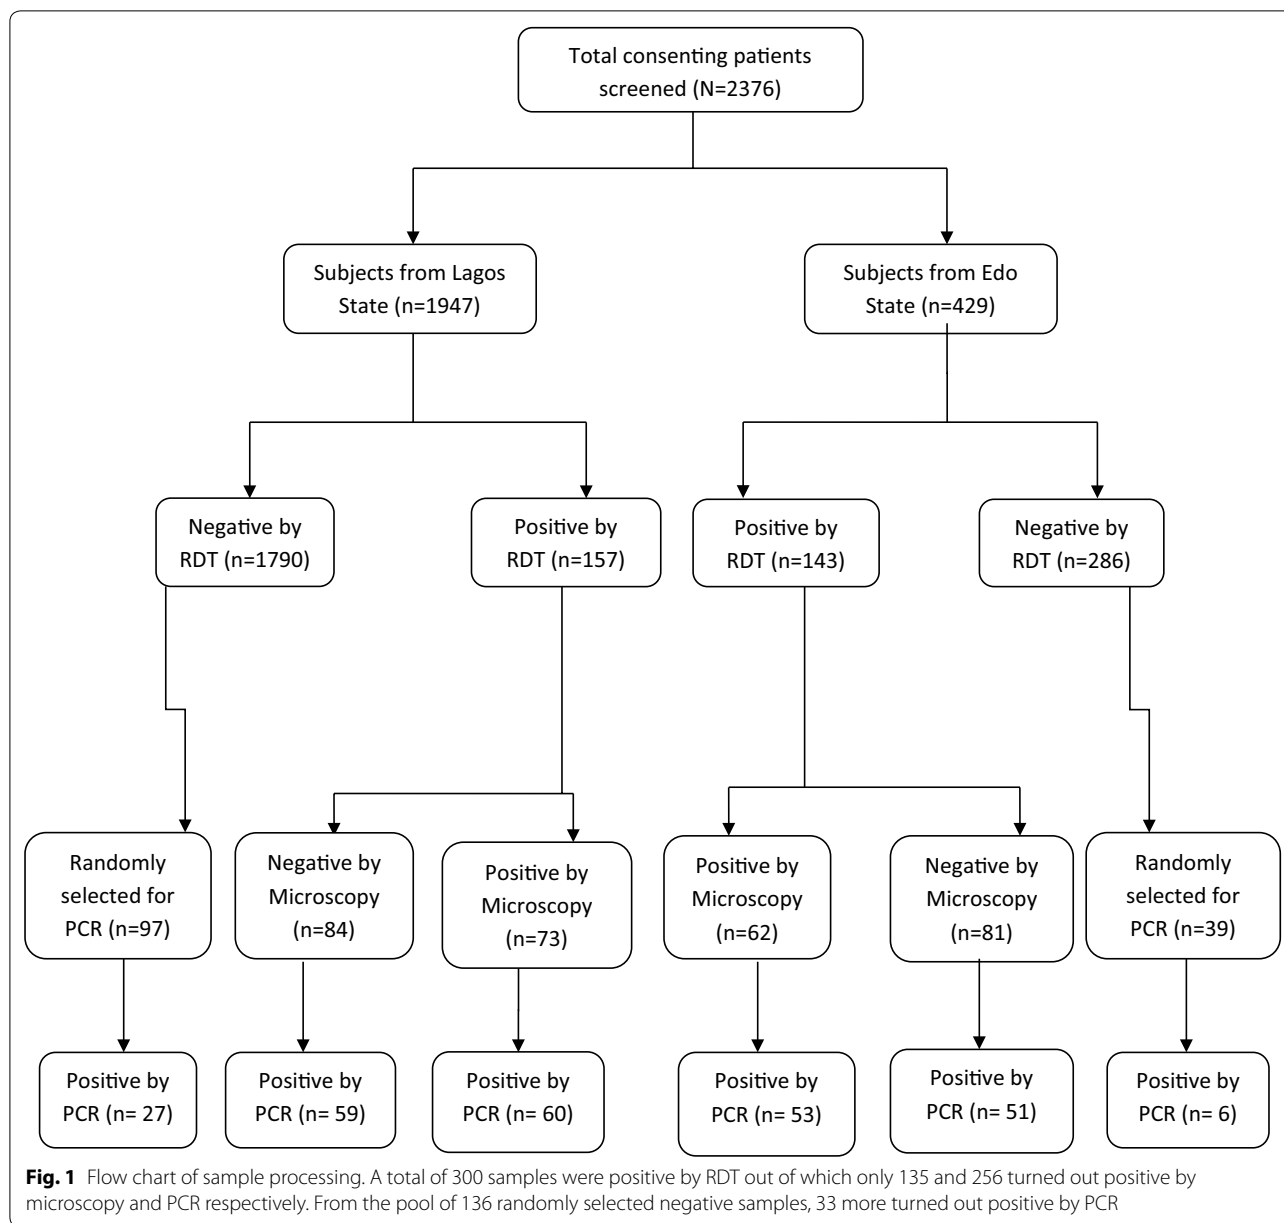 Total consenting patients
screened (N=2376)
Subjects from Lagos
State (n=1947)
Subjects from Edo
State (n=429)
Negative by
RDT (n=1790)
Positive by
RDT (n=157)
Positive by
RDT (n=143)
Negative by
RDT (n=286)
Randomly
selected for
PCR (n=97)
Negative by
Microscopy
(n=84)
Positive by
Microscopy
(n=73)
Positive by
Microscopy
(n=62)
Negative by
Microscopy
(n=81)
Randomly
selected for
PCR (n=39)
Positive by
PCR (n= 27)
Positive by
PCR (n= 59)
Positive by
PCR (n= 60)
Positive by
PCR (n= 53)
Positive by
PCR (n= 51)
Positive by
PCR (n= 6)
Fig. 1 Flow chart of sample processing. A total of 300 samples were positive by RDT out of which only 135 and 256 turned out positive by
microscopy and PCR respectively. From the pool of 136 randomly selected negative samples, 33 more turned out positive by PCR